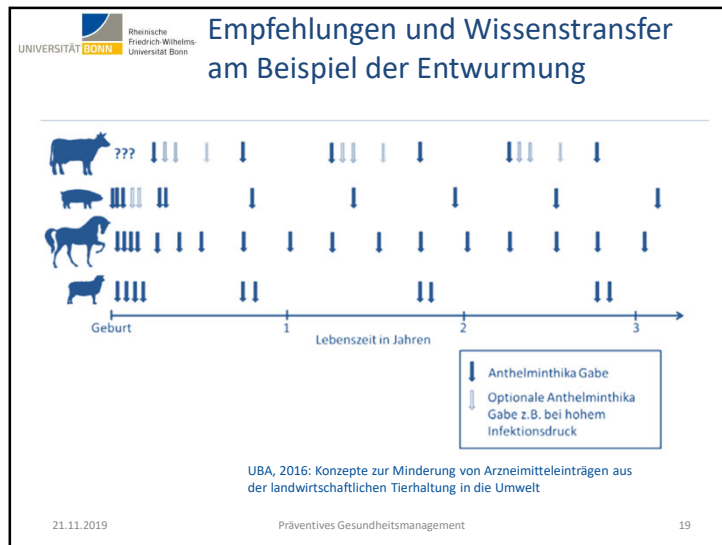 Rheinische
Friedrich-Wilhelms-
Universität Bonn
UNIVERSITÄT BONN
Empfehlungen und Wissenstransfer
am Beispiel der Entwurmung
???
Geburt
1
2
3
Lebenszeit in Jahren
Anthelminthika Gabe
Optionale Anthelminthika
Gabe z.B. bei hohem
Infektionsdruck
UBA, 2016: Konzepte zur Minderung von Arzneimitteleinträgen aus
der landwirtschaftlichen Tierhaltung in die Umwelt
21.11.2019
Präventives Gesundheitsmanagement
19